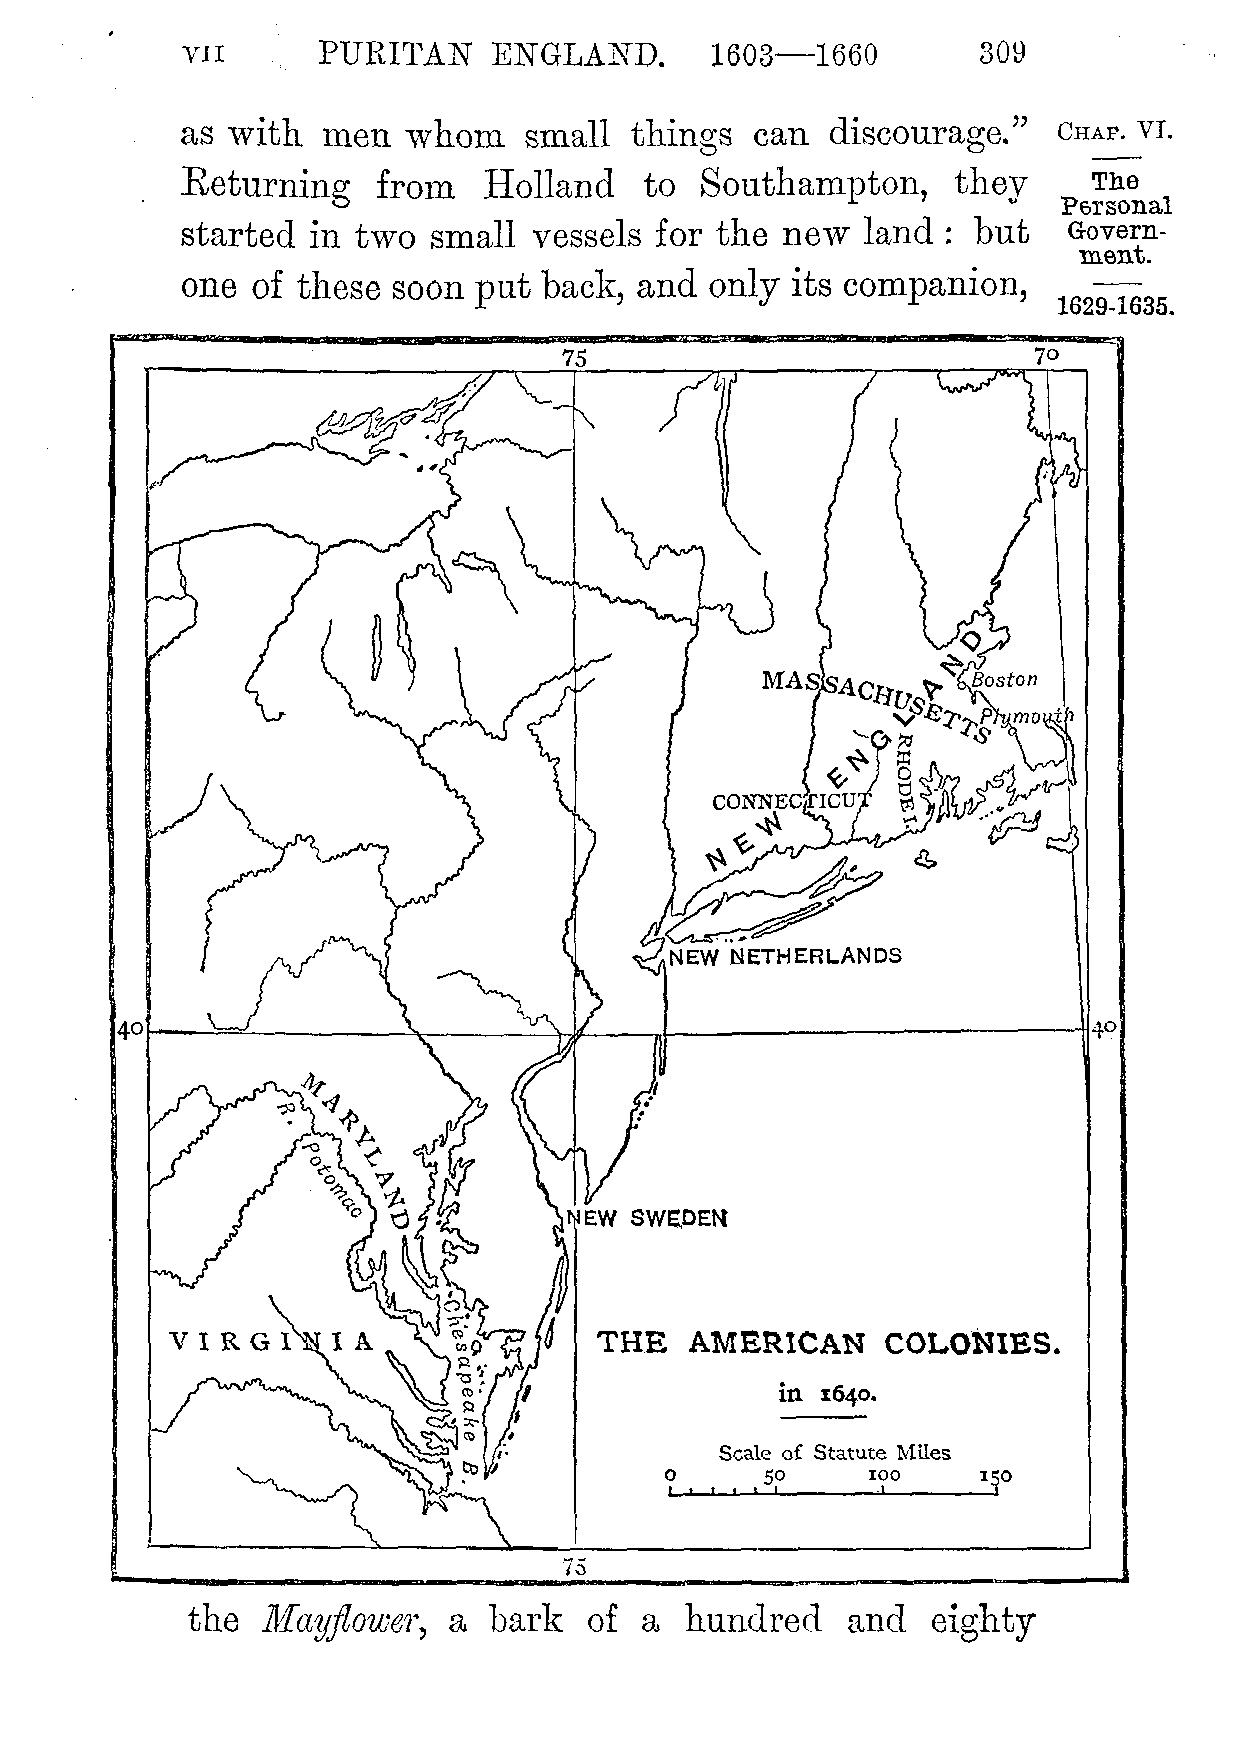 VII PURITAN ENGLAND. 1603—1660 309
as with men whom small things can discourage.”
Returning from Holland to Southampton, they
started in two small vessels for the new land : but
one of these soon put back, and only its companion,
CHAP. VI.
The
Personal
Govern-
ment.
1629-1635.
75 70
MASSACHUSETTS
Boston
Plymouth
NEW ENGLAND
RHODE I.
CONNECTICUT
NEW NETHERLANDS
40 40
MARYLAND
R. Potomac
NEW SWEDEN
VIRGINIA
Chesapeake B.
THE AMERICAN COLONIES.
in 1640.
Scale of Statute Miles
0 50 100 150
75
the Mayflower, a bark of a hundred and eighty